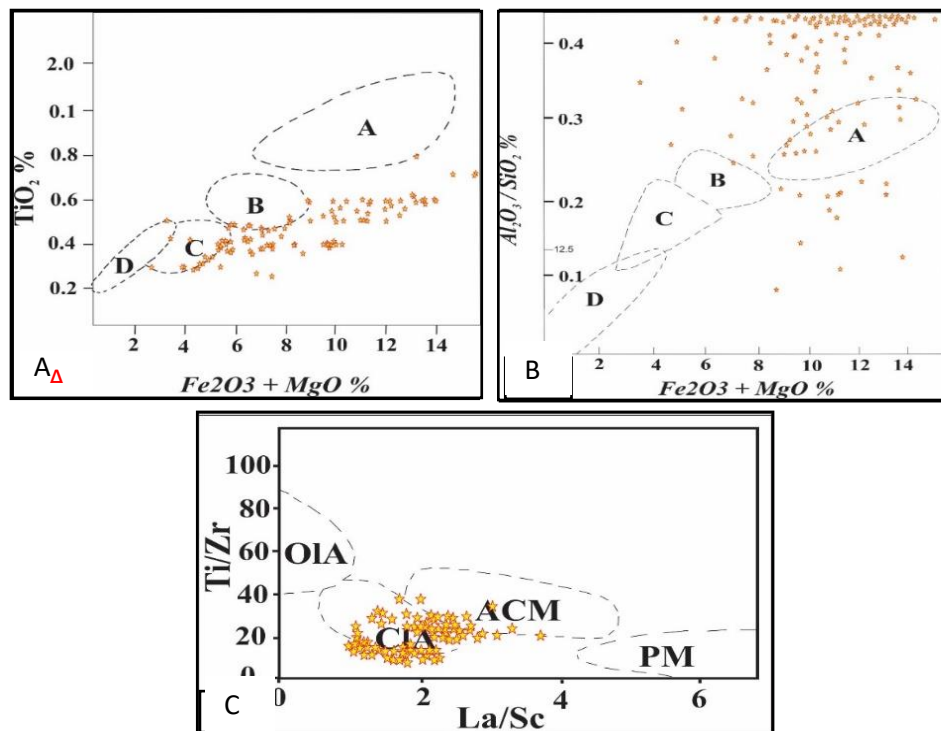 TiO₂ %
2.0
0.1
0.8
0.6
0.4
0.2
A
B
C
D
2 4 6 8 10 12 14
Fe2O3 + MgO %
A Δ
Al₂O₃ / SiO₂ %
0.4
0.3
0.2
12.5
0.1
A
B
C
D
2 4 6 8 10 12 14
Fe2O3 + MgO %
B
Ti/Zr
100
80
60
40
20
0
OlA
ACM
ClA
PM
0 2 4 6
La/Sc
C